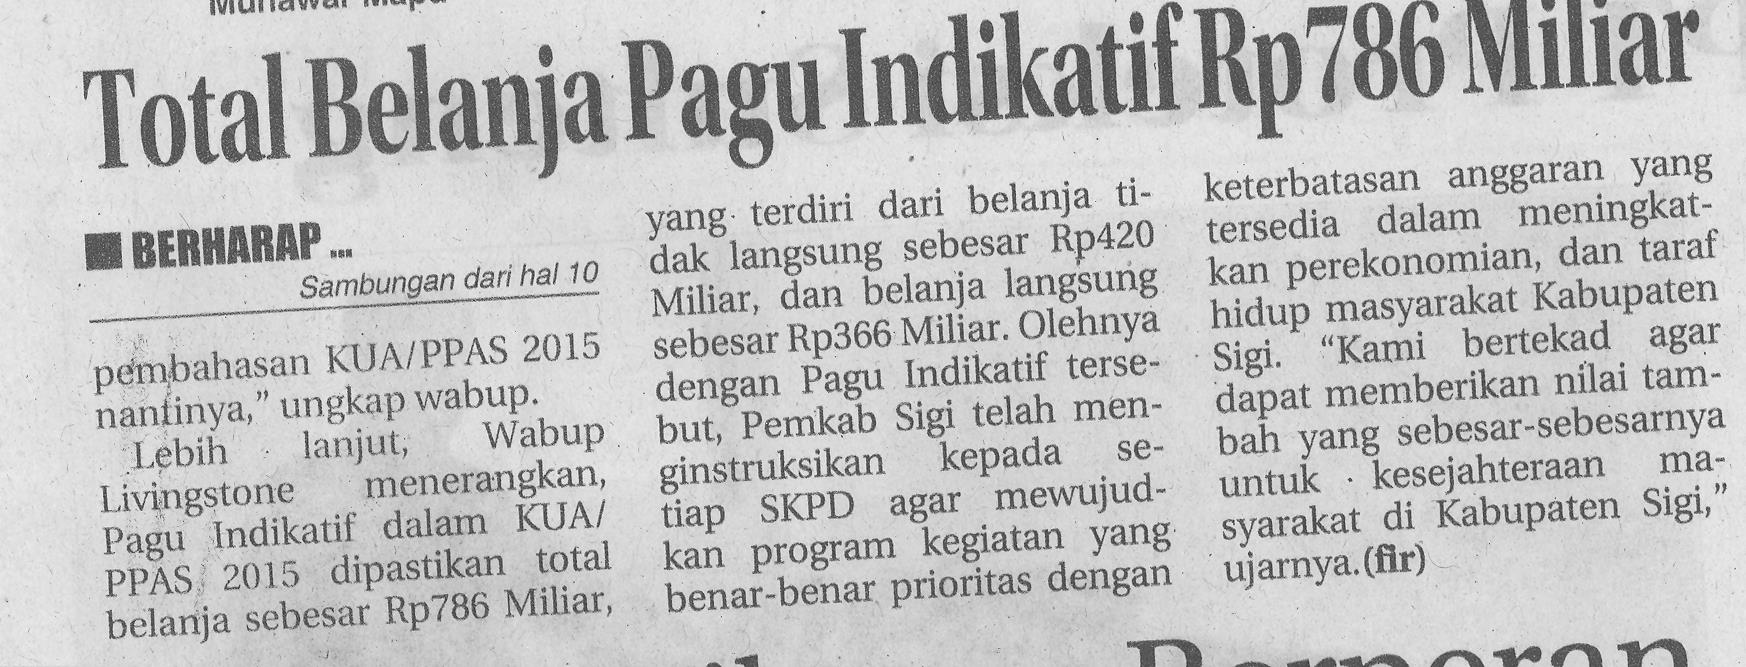 Total Belanja Pagu Indikatif Rp786 Miliar
BERHARAP ...
Sambungan dari hal 10
pembahasan KUA/PPAS 2015
nantinya,” ungkap wabup.
Lebih lanjut, Wabup
Livingstone menerangkan,
Pagu Indikatif dalam KUA/
PPAS 2015 dipastikan total
belanja sebesar Rp786 Miliar,
yang terdiri dari belanja ti-
dak langsung sebesar Rp420
Miliar, dan belanja langsung
sebesar Rp366 Miliar. Olehnya
dengan Pagu Indikatif terse-
but, Pemkab Sigi telah men-
ginstruksikan kepada se-
tiap SKPD agar mewujud-
kan program kegiatan yang
benar-benar prioritas dengan
keterbatasan anggaran yang
tersedia dalam meningkat-
kan perekonomian, dan taraf
hidup masyarakat Kabupaten
Sigi. “Kami bertekad agar
dapat memberikan nilai tam-
bah yang sebesar-sebesarnya
untuk kesejahteraan ma-
syarakat di Kabupaten Sigi,”
ujarnya.(fir)